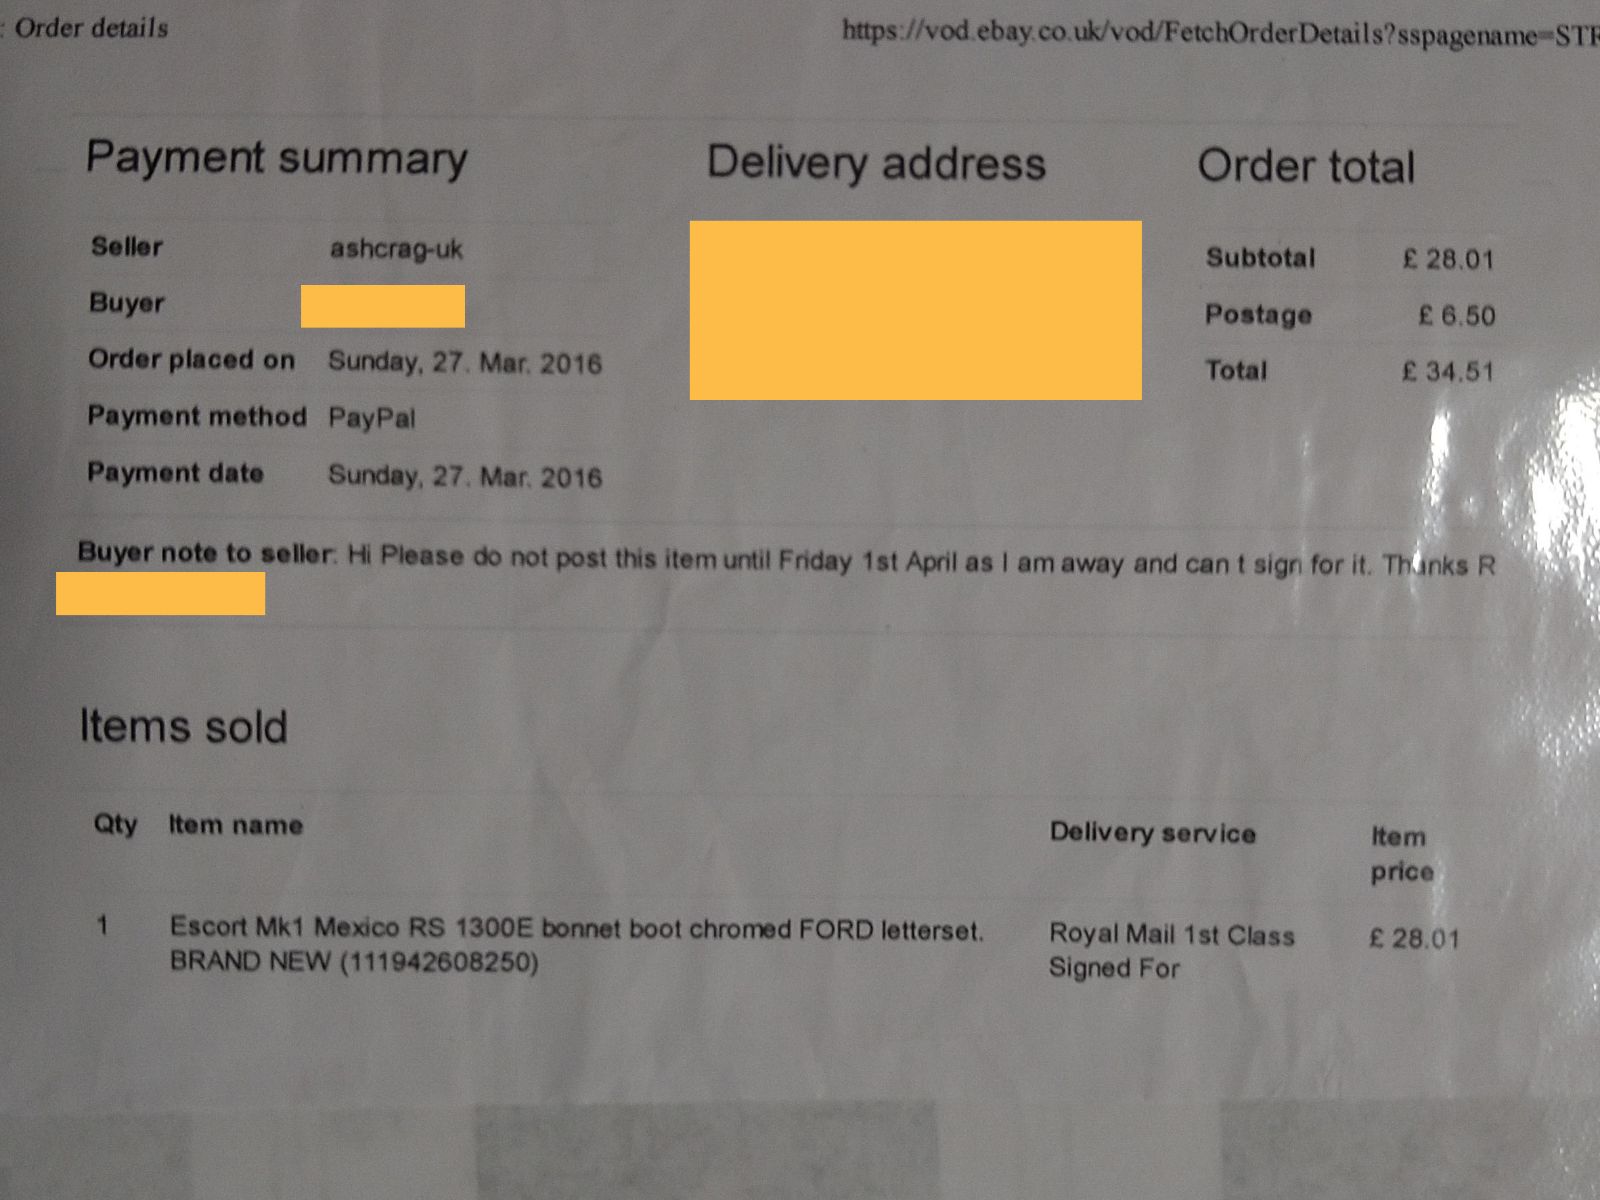 : Order details
https://vod.ebay.co.uk/vod/FetchOrderDetails?sspagename=STR
Payment summary
Seller ashcrag-uk
Buyer
Order placed on Sunday, 27. Mar. 2016
Payment method PayPal
Payment date Sunday, 27. Mar. 2016
Delivery address
Order total
Subtotal £ 28.01
Postage £ 6.50
Total £ 34.51
Buyer note to seller: Hi Please do not post this item until Friday 1st April as I am away and can t sign for it. Thanks R
Items sold
Qty Item name Delivery service Item
price
1 Escort Mk1 Mexico RS 1300E bonnet boot chromed FORD letterset. Royal Mail 1st Class £ 28.01
BRAND NEW (111942608250) Signed For